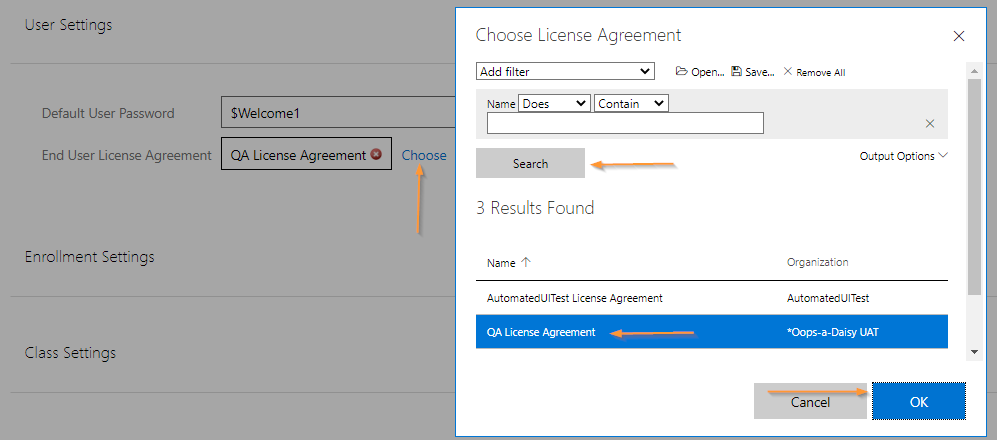 User Settings
Default User Password
$Welcome1
End User License Agreement
QA License Agreement
Choose
Enrollment Settings
Class Settings
Choose License Agreement
Add filter
Open... Save... Remove All
Name Does Contain
Search
Output Options
3 Results Found
Name Organization
AutomatedUITest License Agreement AutomatedUITest
QA License Agreement *Oops-a-Daisy UAT
Cancel OK